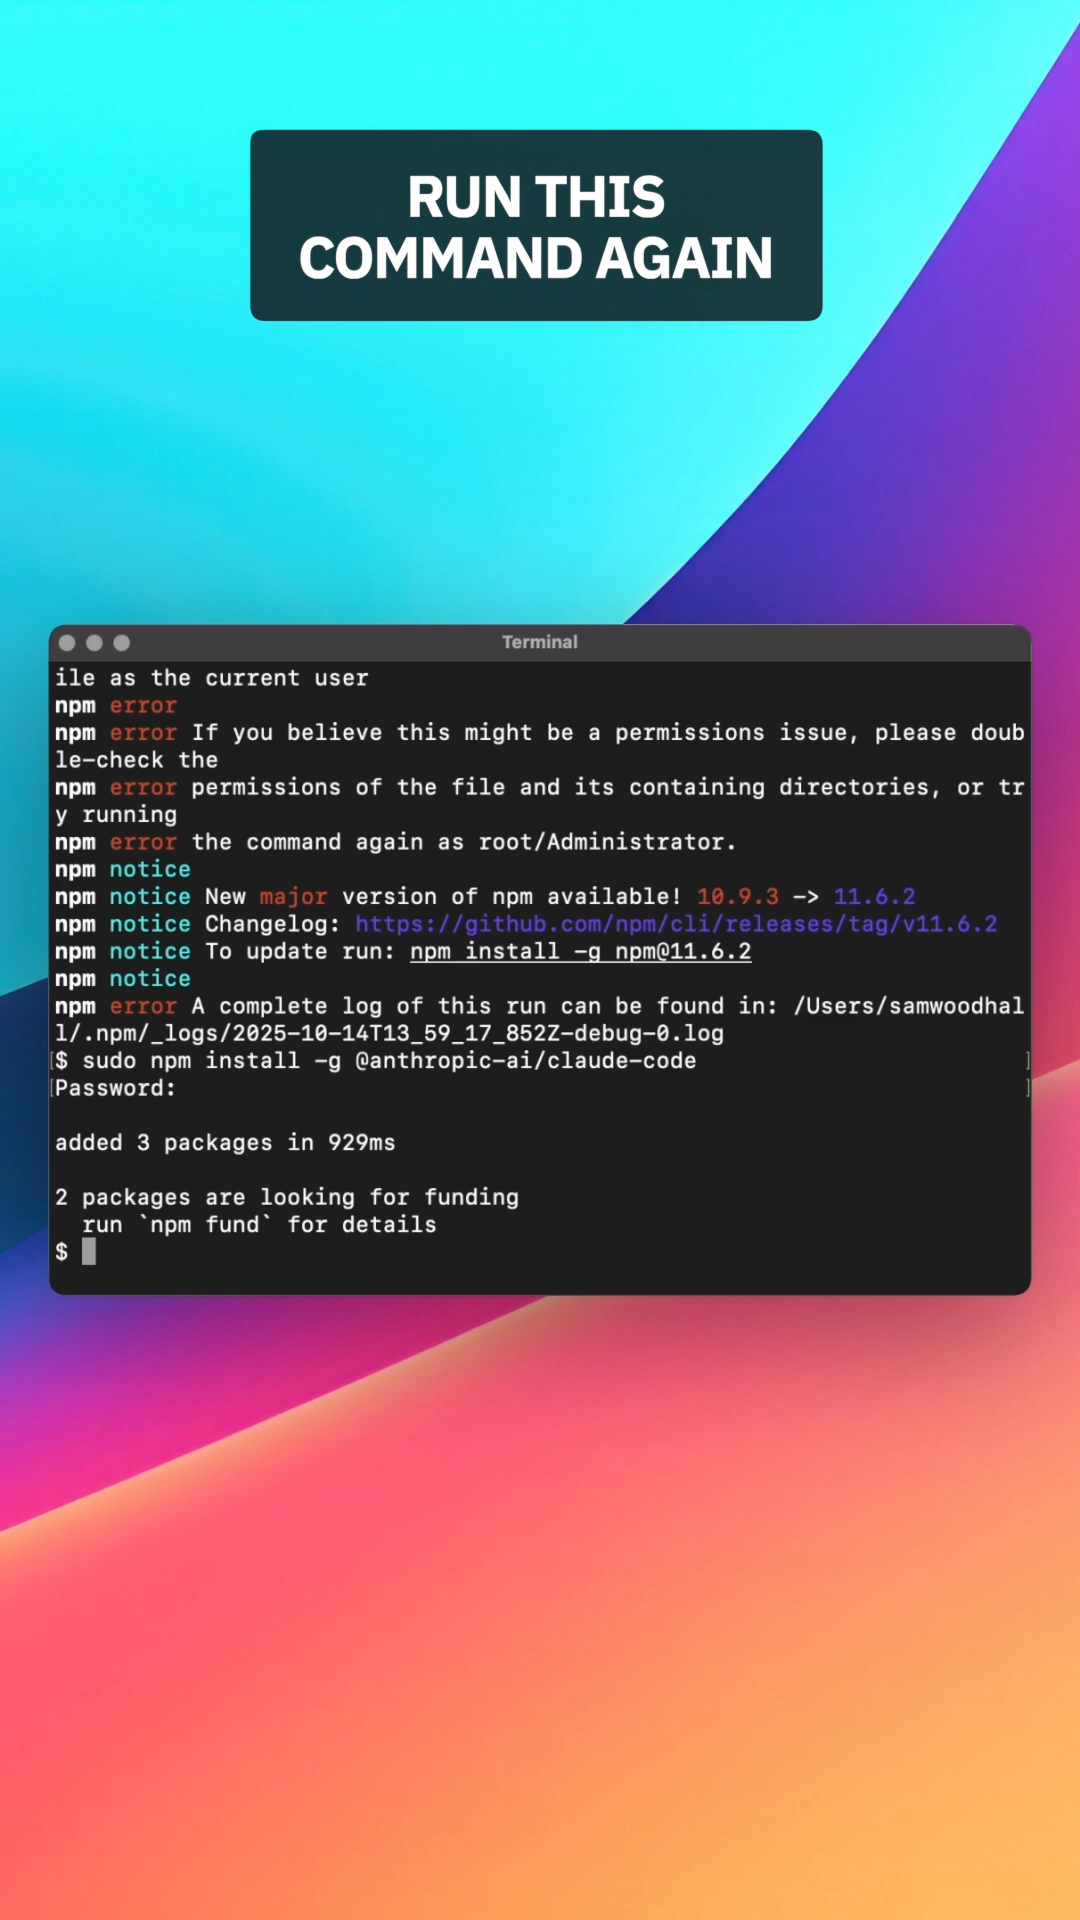 RUN THIS
COMMAND AGAIN
Terminal
ile as the current user
npm error
npm error If you believe this might be a permissions issue, please doub
le-check the
npm error permissions of the file and its containing directories, or tr
y running
npm error the command again as root/Administrator.
npm notice
npm notice New major version of npm available! 10.9.3 -> 11.6.2
npm notice Changelog: https://github.com/npm/cli/releases/tag/v11.6.2
npm notice To update run: npm install -g npm@11.6.2
npm notice
npm error A complete log of this run can be found in: /Users/samwoodhal
l/.npm/_logs/2025-10-14T13_59_17_852Z-debug-0.log
[$ sudo npm install -g @anthropic-ai/claude-code ]
[Password: ]
added 3 packages in 929ms
2 packages are looking for funding
run `npm fund` for details
$